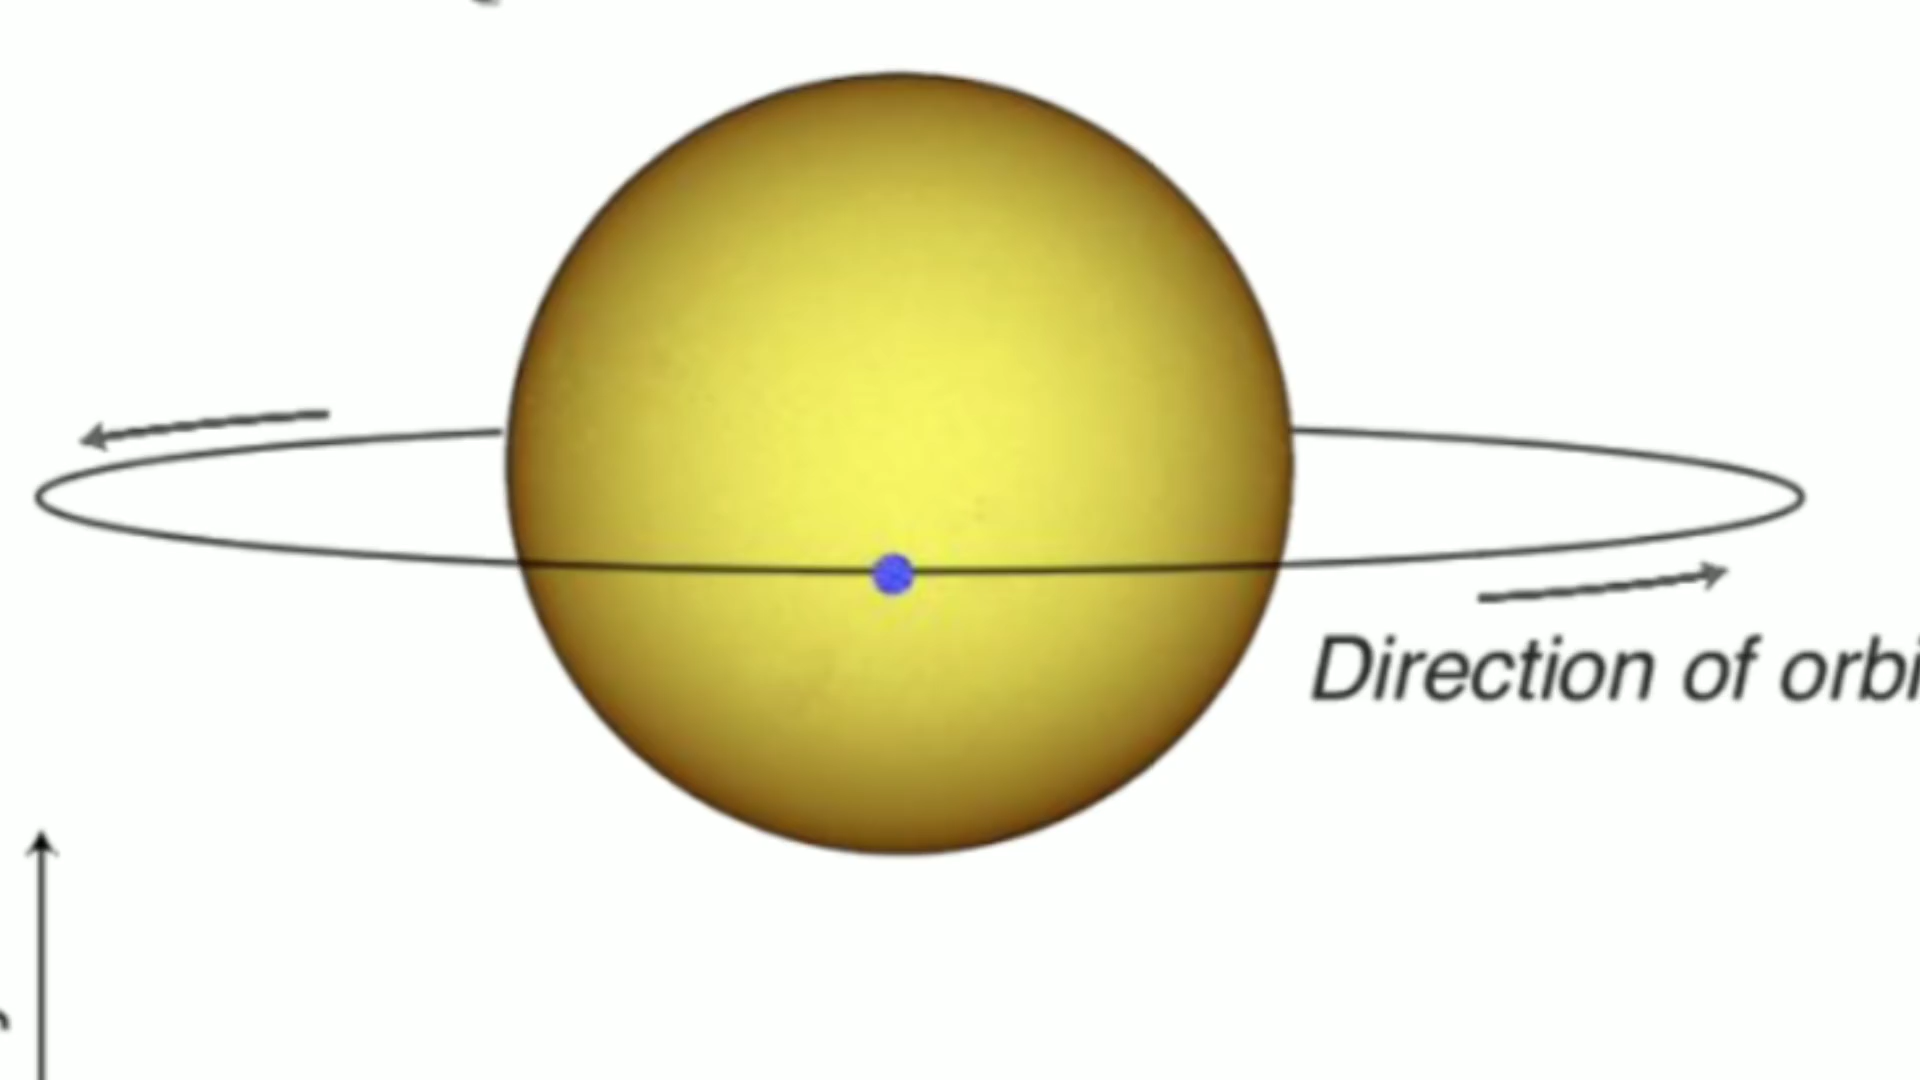 Direction of orbi